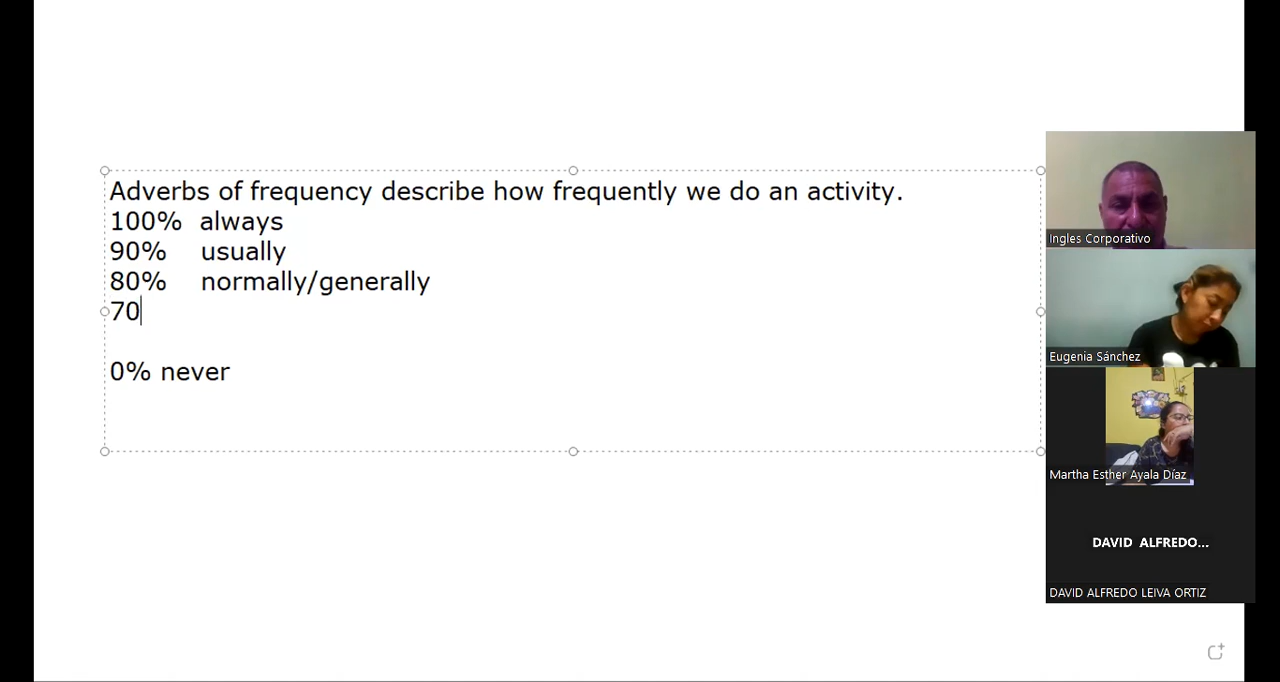 Adverbs of frequency describe how frequently we do an activity.
100% always
90% usually
80% normally/generally
70
0% never
Ingles Corporativo
Eugenia Sánchez
Martha Esther Ayala Díaz
DAVID ALFREDO...
DAVID ALFREDO LEIVA ORTIZ